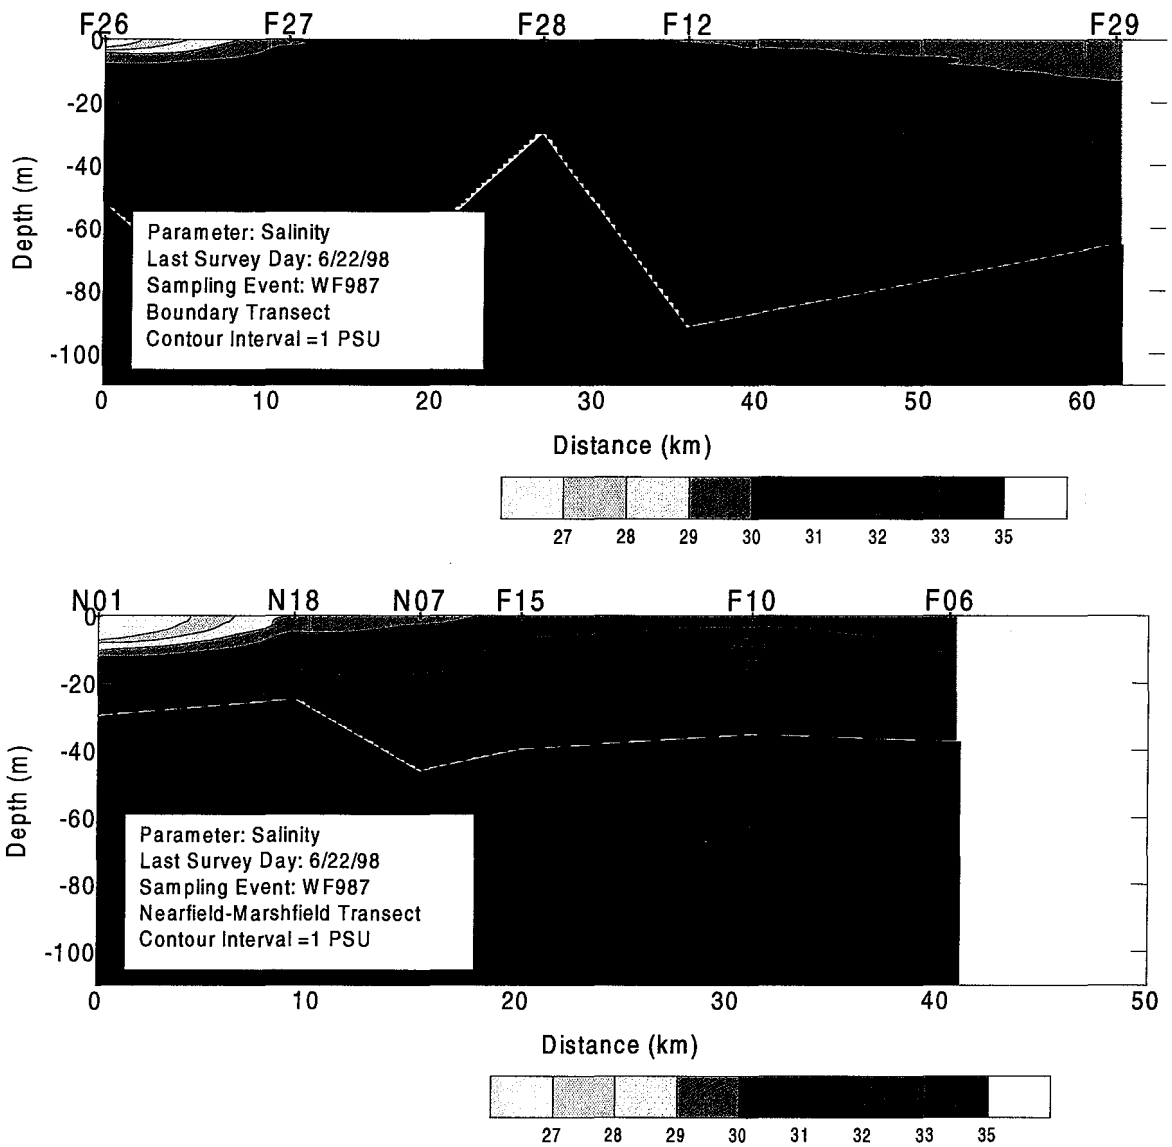 F26 F27 F28 F12 F29
0
-20
-40
-60
-80
-100
Depth (m)
Parameter: Salinity
Last Survey Day: 6/22/98
Sampling Event: WF987
Boundary Transect
Contour Interval =1 PSU
0 10 20 30 40 50 60
Distance (km)
27 28 29 30 31 32 33 35
N01 N18 N07 F15 F10 F06
0
-20
-40
-60
-80
-100
Depth (m)
Parameter: Salinity
Last Survey Day: 6/22/98
Sampling Event: WF987
Nearfield-Marshfield Transect
Contour Interval =1 PSU
0 10 20 30 40 50
Distance (km)
27 28 29 30 31 32 33 35